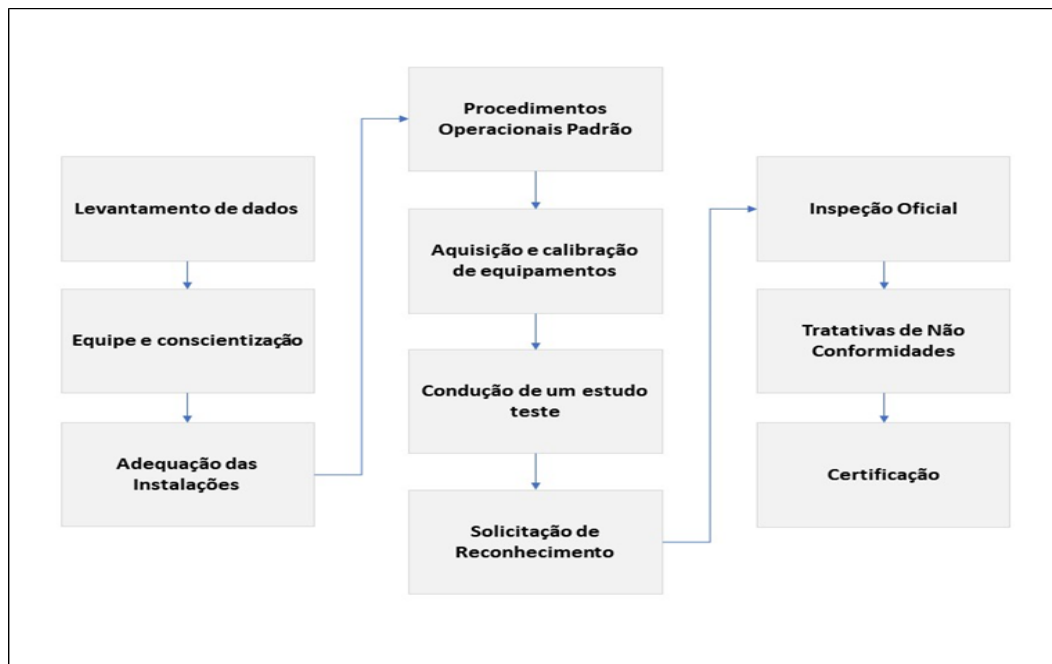 Levantamento de dados
Equipe e conscientização
Adequação das
Instalações
Procedimentos
Operacionais Padrão
Aquisição e calibração
de equipamentos
Condução de um estudo
teste
Solicitação de
Reconhecimento
Inspeção Oficial
Tratativas de Não
Conformidades
Certificação